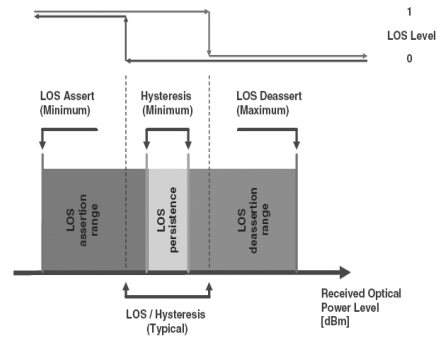 1
LOS Level
0
LOS Assert
(Minimum)
Hysteresis
(Minimum)
LOS Deassert
(Maximum)
LOS
assertion
range
LOS
persistence
LOS
deassertion
range
Received Optical
Power Level
[dBm]
LOS / Hysteresis
(Typical)